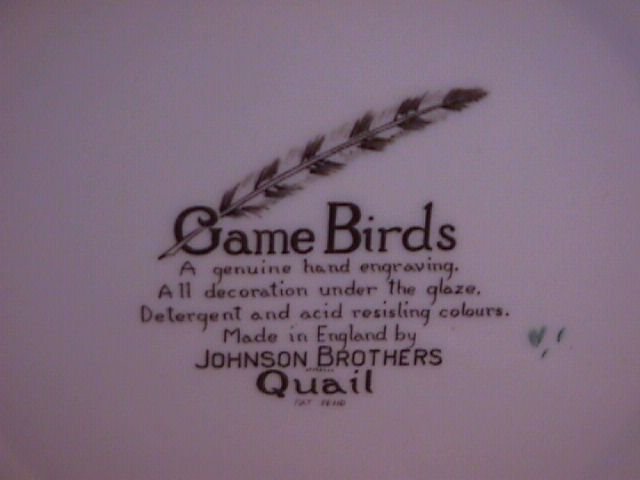 Game Birds
A genuine hand engraving.
All decoration under the glaze.
Detergent and acid resisting colours.
Made in England by
JOHNSON BROTHERS
Quail